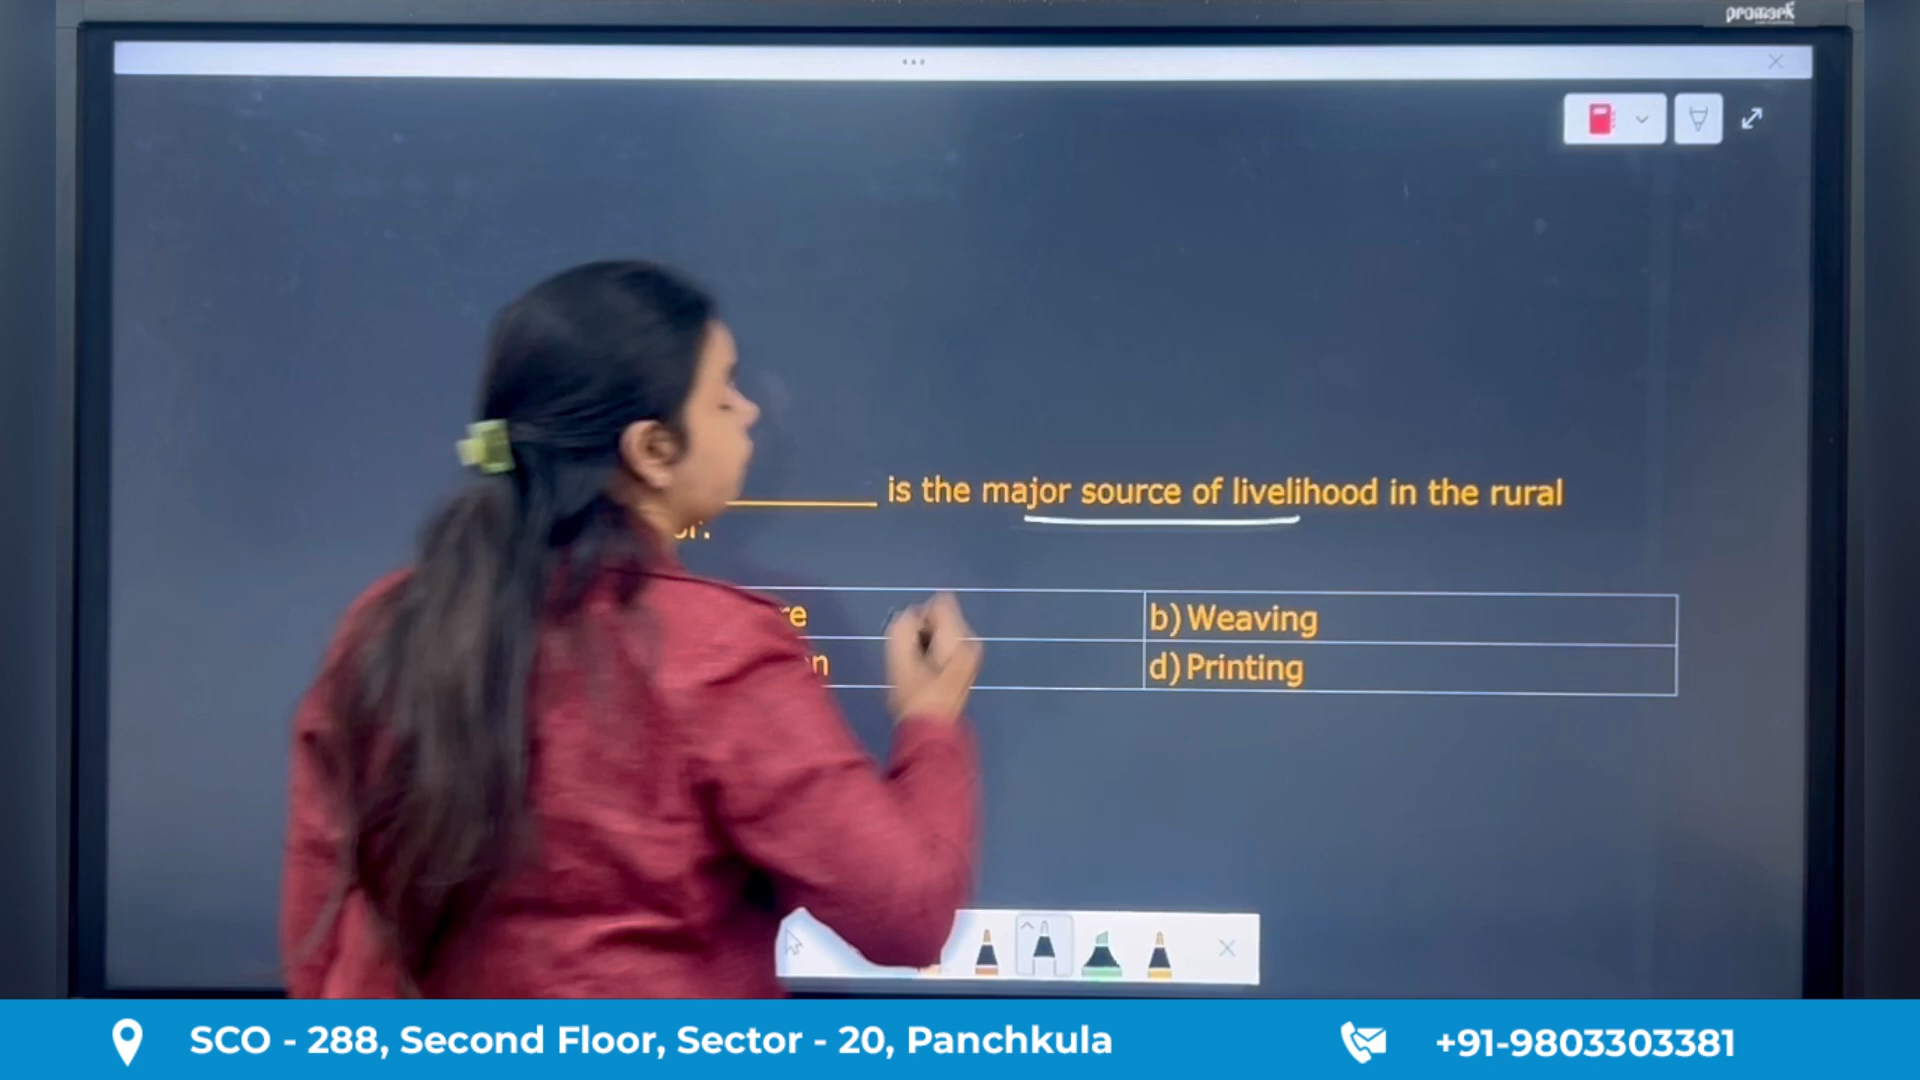 promark
is the major source of livelihood in the rural
b) Weaving
d) Printing
SCO - 288, Second Floor, Sector - 20, Panchkula
+91-9803303381